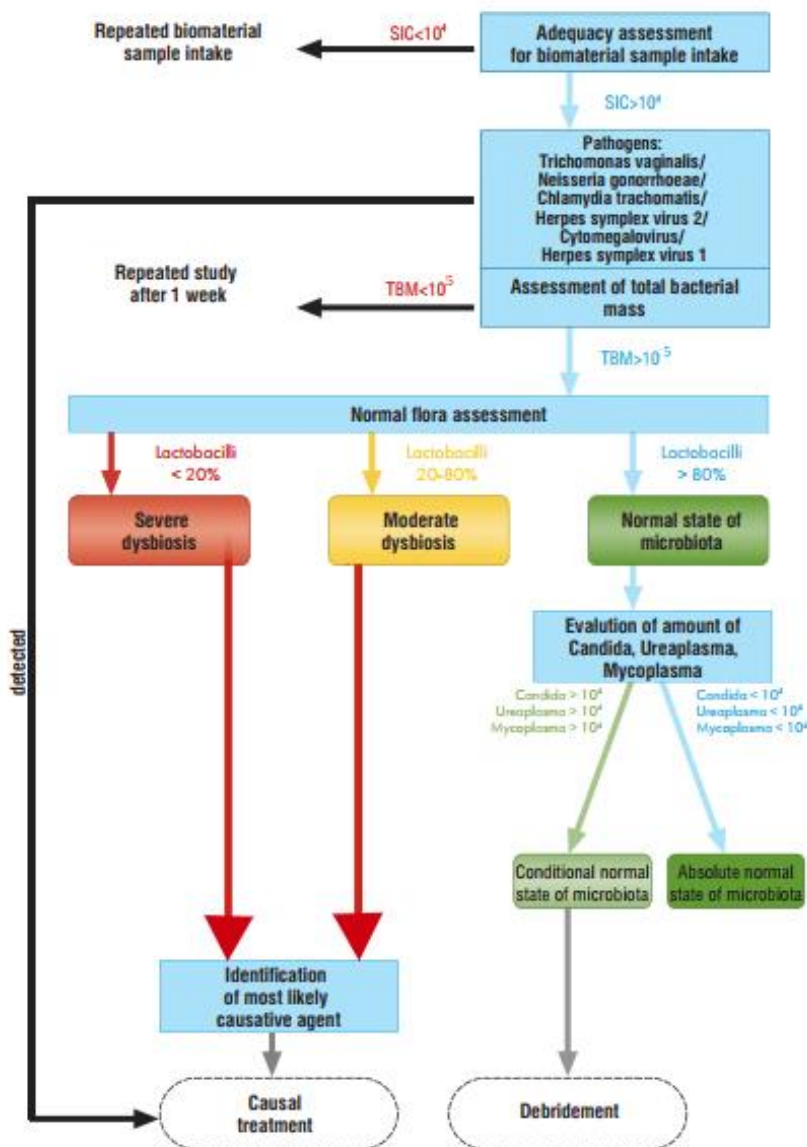 Repeated biomaterial
sample intake
SIC<10⁴
Adequacy assessment
for biomaterial sample intake
SIC>10⁴
Pathogens:
Trichomonas vaginalis/
Neisseria gonorrhoeae/
Chlamydia trachomatis/
Herpes symplex virus 2/
Cytomegalovirus/
Herpes symplex virus 1
Repeated study
after 1 week
TBM<10⁵
Assessment of total bacterial
mass
TBM>10⁻⁵
Normal flora assessment
Lactobacilli
< 20%
Lactobacilli
20-80%
Lactobacilli
> 80%
Severe
dysbiosis
Moderate
dysbiosis
Normal state of
microbiota
detected
Evalution of amount of
Candida, Ureaplasma,
Mycoplasma
Candida > 10⁴
Ureaplasma > 10⁴
Mycoplasma > 10⁴
Candida < 10⁴
Ureaplasma < 10⁴
Mycoplasma < 10⁴
Conditional normal
state of microbiota
Absolute normal
state of microbiota
Identification
of most likely
causative agent
Causal
treatment
Debridement